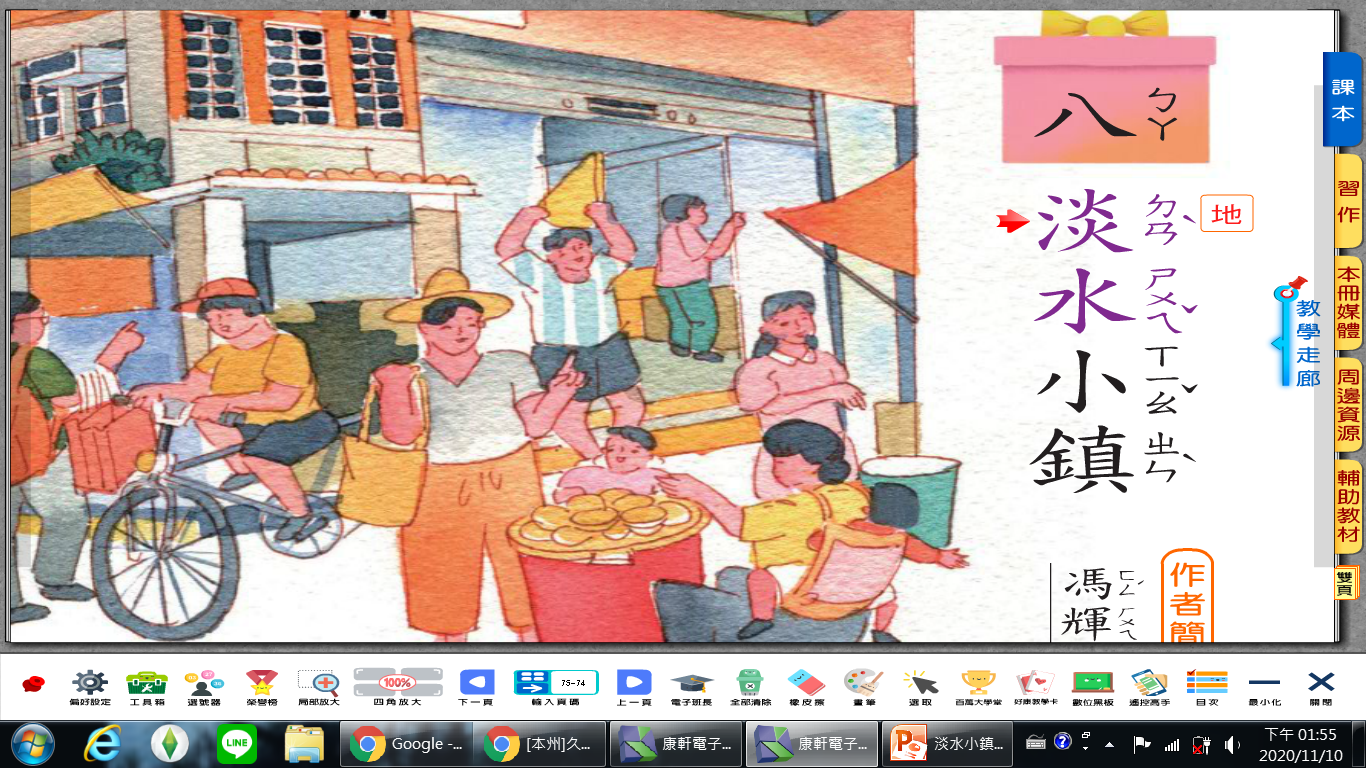 八
ㄅㄚ
淡水小鎮
ㄉㄢˋ ㄕㄨㄟˇ ㄒㄧㄠˇ ㄓㄣˋ
地
馮輝
ㄈㄥˊ ㄏㄨㄟ
作者簡
課本
習作
本冊媒體
周邊資源
輔助教材
雙頁
教學走廊
偏好設定
工具箱
選號器
榮譽榜
局部放大
100%
四角放大
下一頁
75-74
輸入頁碼
上一頁
電子班長
全部清除
橡皮擦
畫筆
選取
百萬大學堂
好康教學卡
數位黑板
遙控高手
目次
最小化
關閉
LINE
Google -...
[本州]久...
康軒電子...
康軒電子...
淡水小鎮...
下午 01:55
2020/11/10